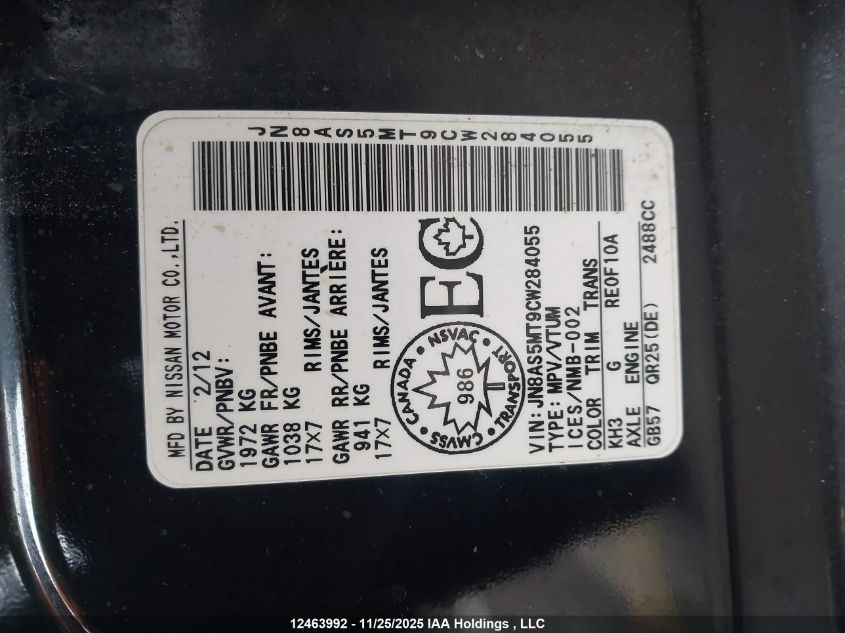 JN8AS5MT9CW284055
MFD BY NISSAN MOTOR CO.,LTD.
DATE 2/12
GVWR/PNBV:
1972 KG
GAWR FR/PNBE AVANT:
1038 KG
17X7 RIMS/JANTES
GAWR RR/PNBE ARRIÈRE:
941 KG
17X7 RIMS/JANTES
CANADA • NSVAC • TRANSPORT • CMVSS •
986
EC
VIN:JN8AS5MT9CW284055
TYPE:MPV/VTUM
ICES/NMB-002
COLOR TRIM TRANS
KH3 G RE0F10A
AXLE ENGINE
GB57 QR25(DE) 2488CC
12463992 - 11/25/2025 IAA Holdings , LLC